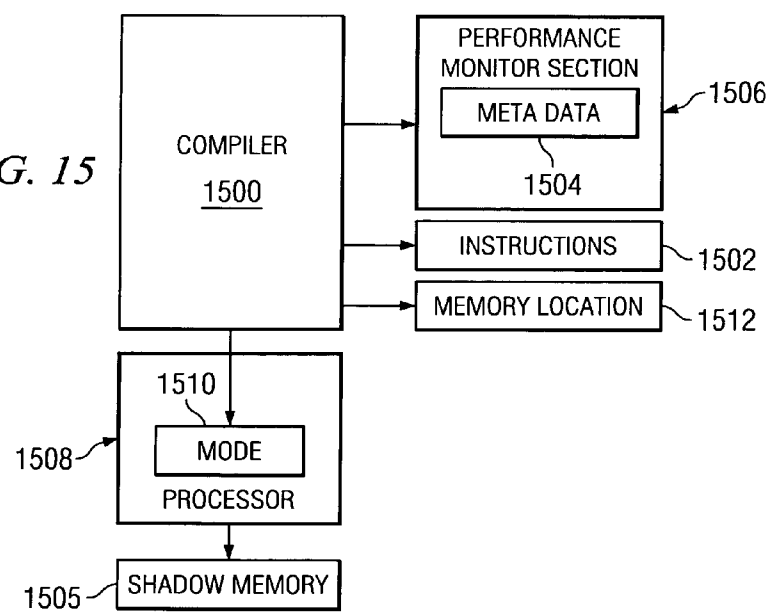 PERFORMANCE
MONITOR SECTION
META DATA
1504
1506
COMPILER
1500
G. 15
INSTRUCTIONS
1502
MEMORY LOCATION
1512
1510
MODE
PROCESSOR
1508
SHADOW MEMORY
1505